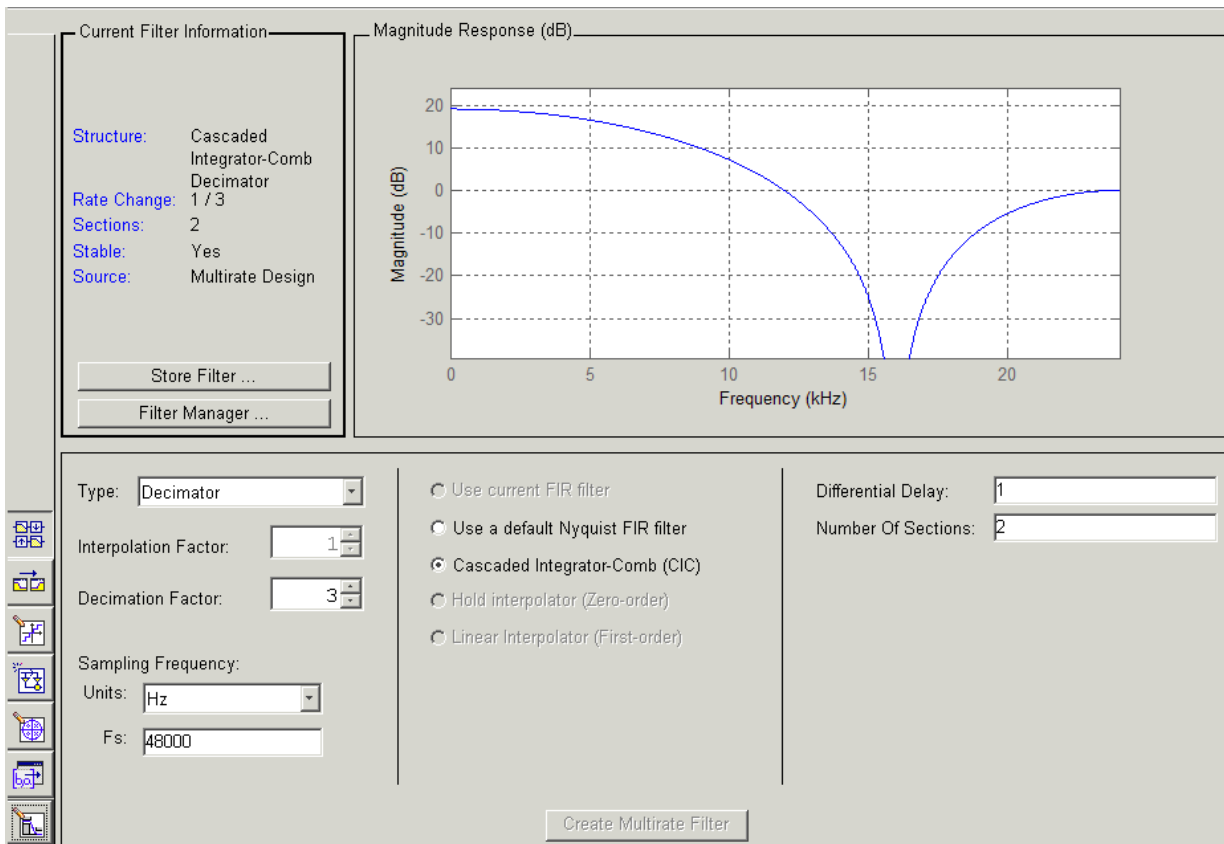 Current Filter Information
Structure: Cascaded
Integrator-Comb
Decimator
Rate Change: 1 / 3
Sections: 2
Stable: Yes
Source: Multirate Design
Store Filter ...
Filter Manager ...
Magnitude Response (dB)
Magnitude (dB)
20
10
0
-10
-20
-30
0 5 10 15 20
Frequency (kHz)
Type: Decimator
Interpolation Factor: 1
Decimation Factor: 3
Sampling Frequency:
Units: Hz
Fs: 48000
Use current FIR filter
Use a default Nyquist FIR filter
Cascaded Integrator-Comb (CIC)
Hold interpolator (Zero-order)
Linear Interpolator (First-order)
Differential Delay: 1
Number Of Sections: 2
Create Multirate Filter
[b,a]